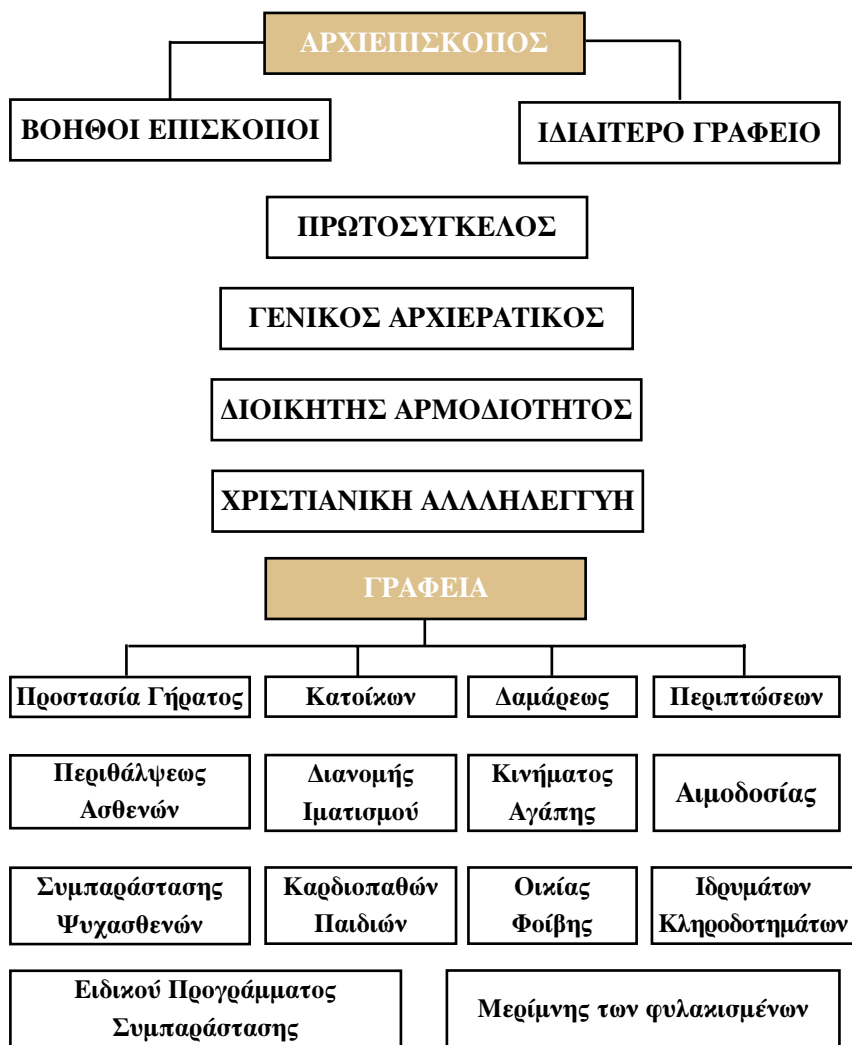 ΑΡΧΙΕΠΙΣΚΟΠΟΣ
ΒΟΗΘΟΙ ΕΠΙΣΚΟΠΟΙ
ΙΔΙΑΙΤΕΡΟ ΓΡΑΦΕΙΟ
ΠΡΩΤΟΣΥΓΚΕΛΟΣ
ΓΕΝΙΚΟΣ ΑΡΧΙΕΡΑΤΙΚΟΣ
ΔΙΟΙΚΗΤΗΣ ΑΡΜΟΔΙΟΤΗΤΟΣ
ΧΡΙΣΤΙΑΝΙΚΗ ΑΛΛΛΗΛΕΓΓΥΗ
ΓΡΑΦΕΙΑ
Προστασία Γήρατος
Κατοίκων
Δαμάρεως
Περιπτώσεων
Περιθάλψεως
Ασθενών
Διανομής
Ιματισμού
Κινήματος
Αγάπης
Αιμοδοσίας
Συμπαράστασης
Ψυχασθενών
Καρδιοπαθών
Παιδιών
Οικίας
Φοίβης
Ιδρυμάτων
Κληροδοτημάτων
Ειδικού Προγράμματος
Συμπαράστασης
Μερίμνης των φυλακισμένων